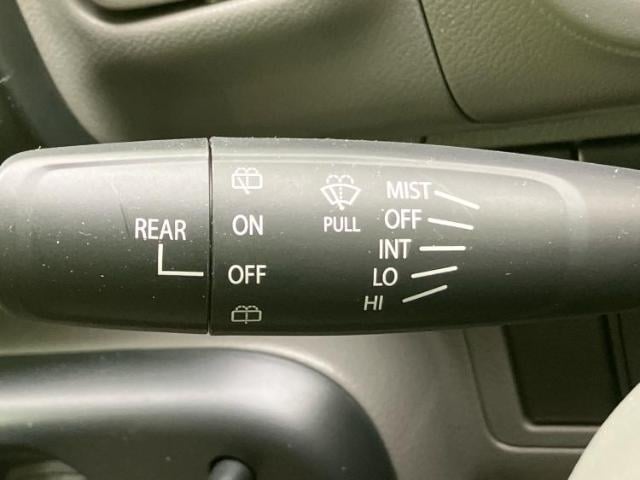 REAR
ON
OFF
PULL
MIST
OFF
INT
LO
HI